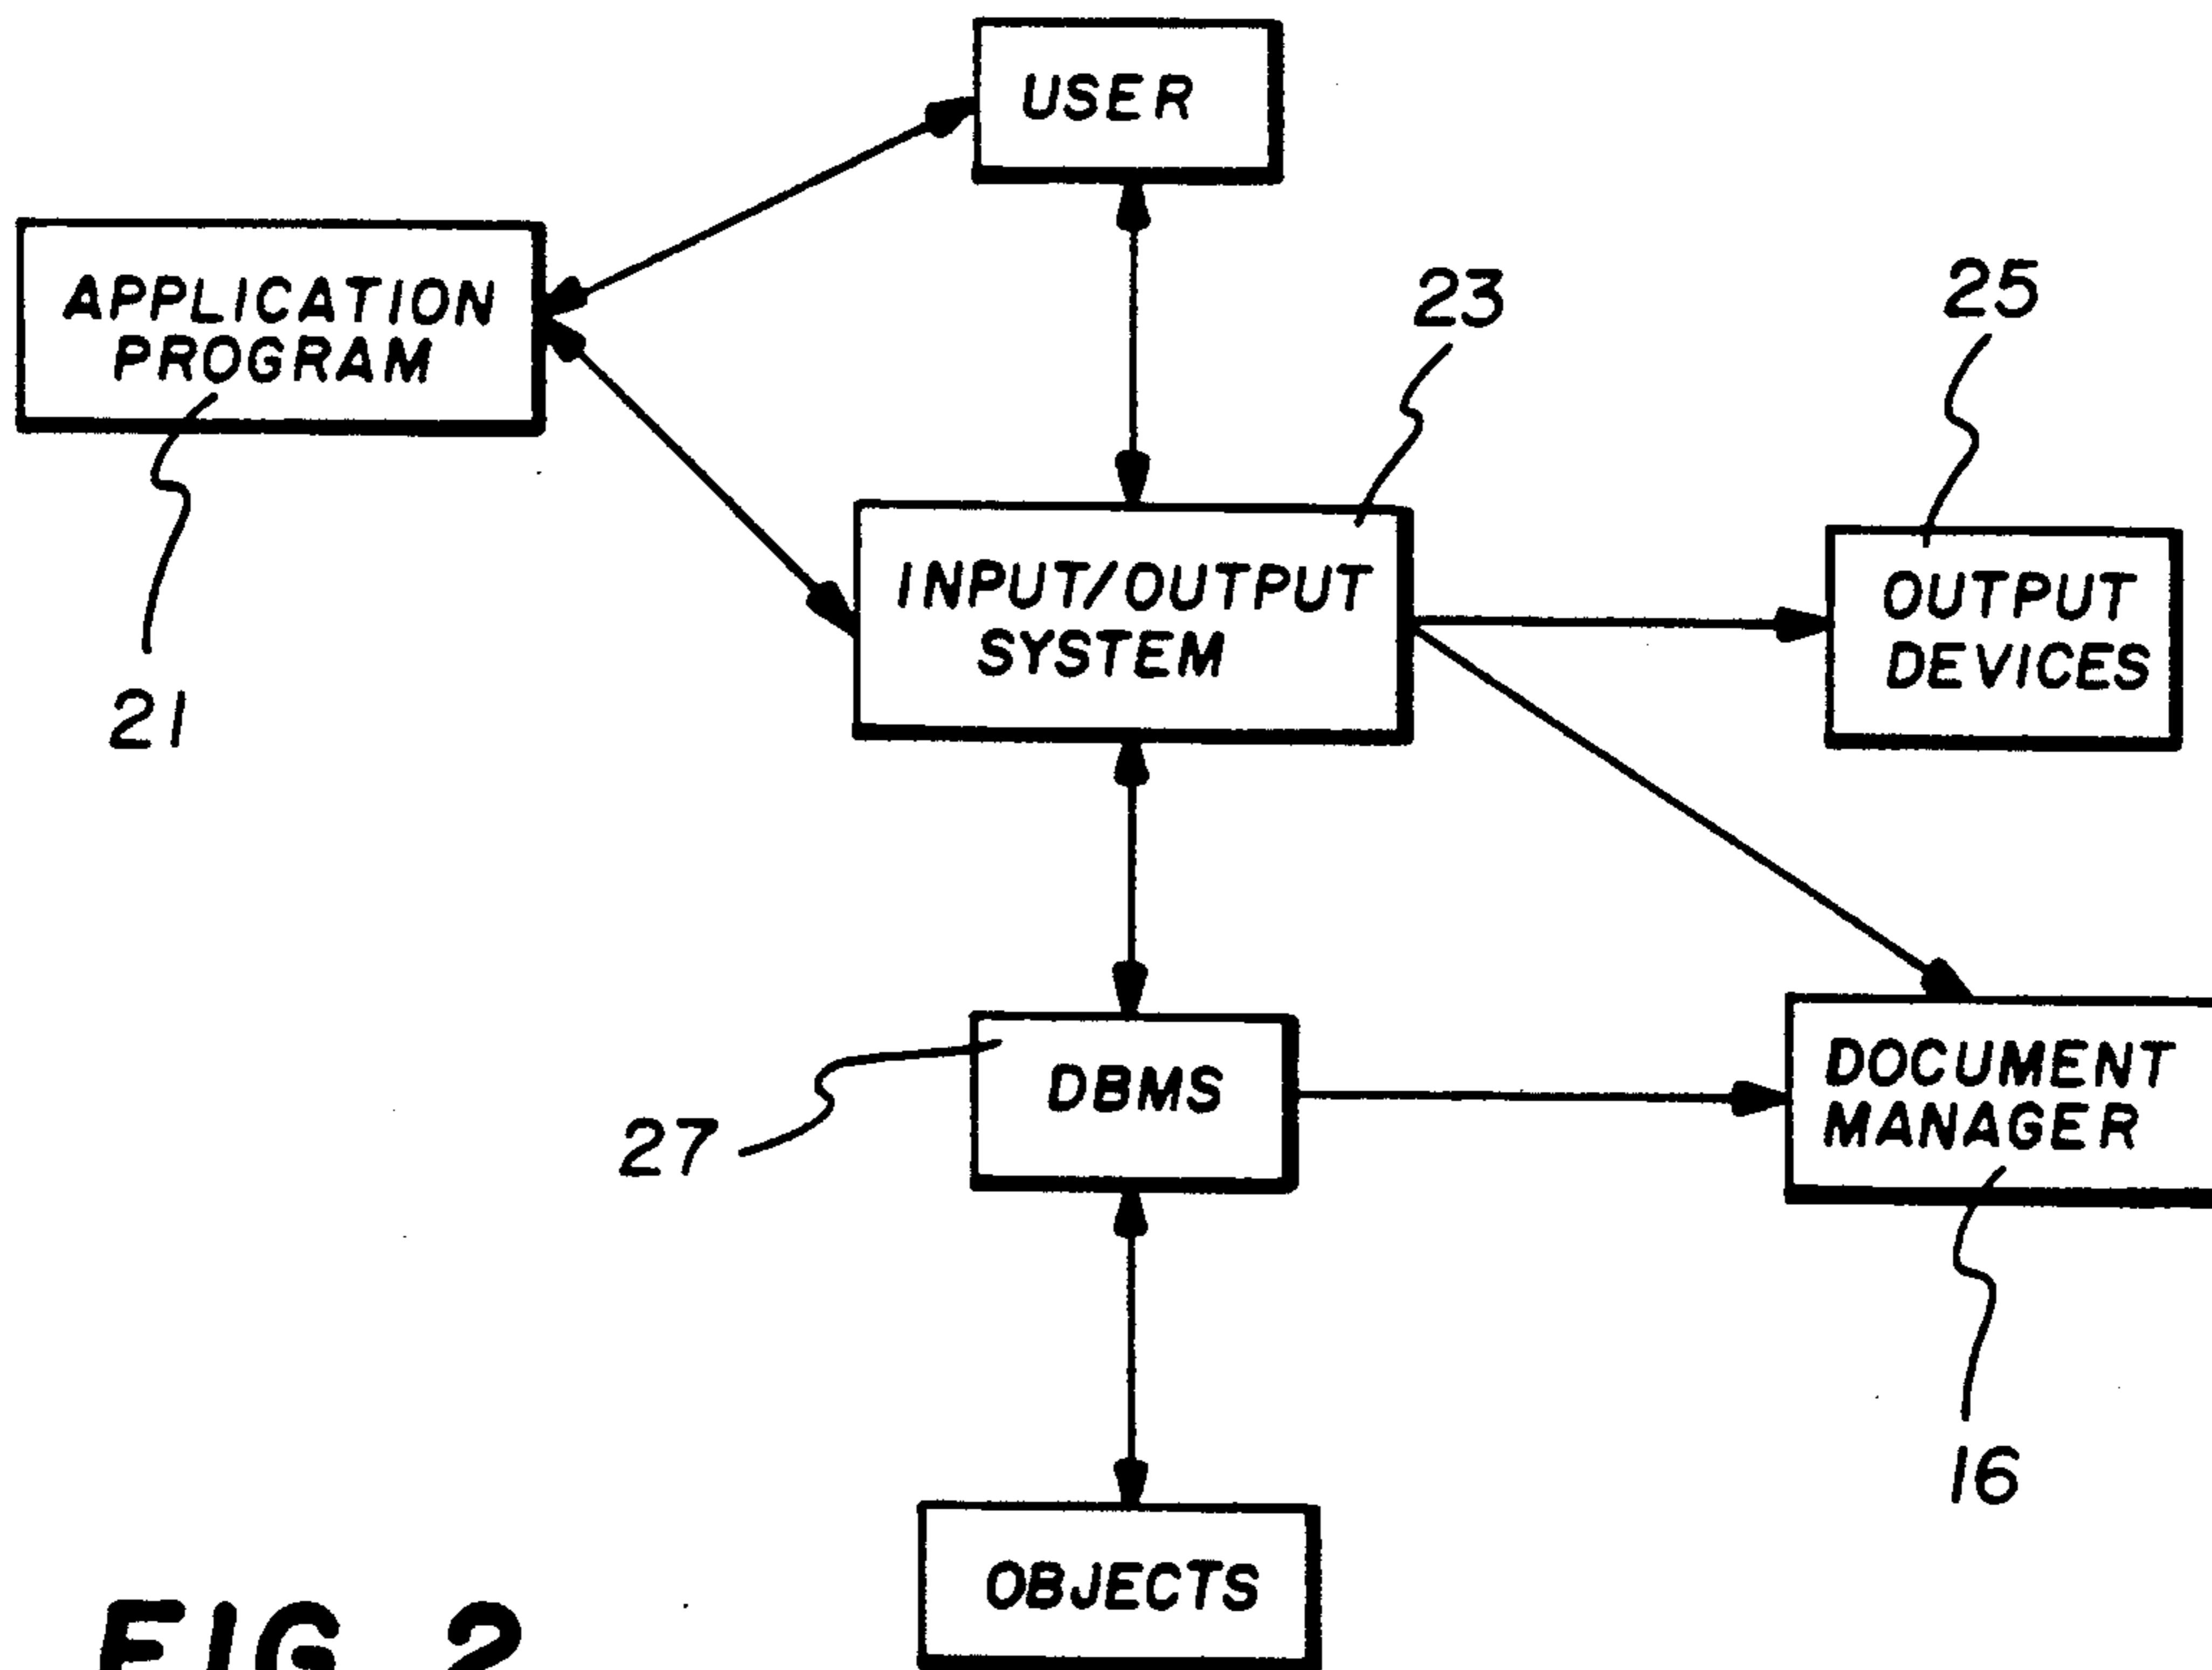 USER
APPLICATION
PROGRAM
23
25
INPUT/OUTPUT
SYSTEM
OUTPUT
DEVICES
21
DBMS
DOCUMENT
MANAGER
27
16
OBJECTS
FIG. 2